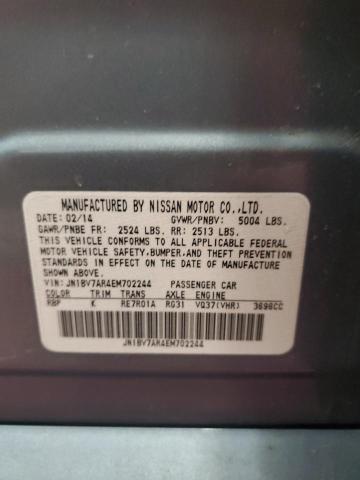 MANUFACTURED BY NISSAN MOTOR CO.,LTD.
DATE: 02/14 GVWR/PNBV: 5004 LBS.
GAWR/PNBE FR: 2524 LBS. RR: 2513 LBS.
THIS VEHICLE CONFORMS TO ALL APPLICABLE FEDERAL
MOTOR VEHICLE SAFETY,BUMPER,AND THEFT PREVENTION
STANDARDS IN EFFECT ON THE DATE OF MANUFACTURE
SHOWN ABOVE.
VIN: JN1BV7AR4EM702244 PASSENGER CAR
COLOR TRIM TRANS AXLE ENGINE
RBP K RE7R01A RG31 VQ37(VHR) 3696CC
JN1BV7AR4EM702244